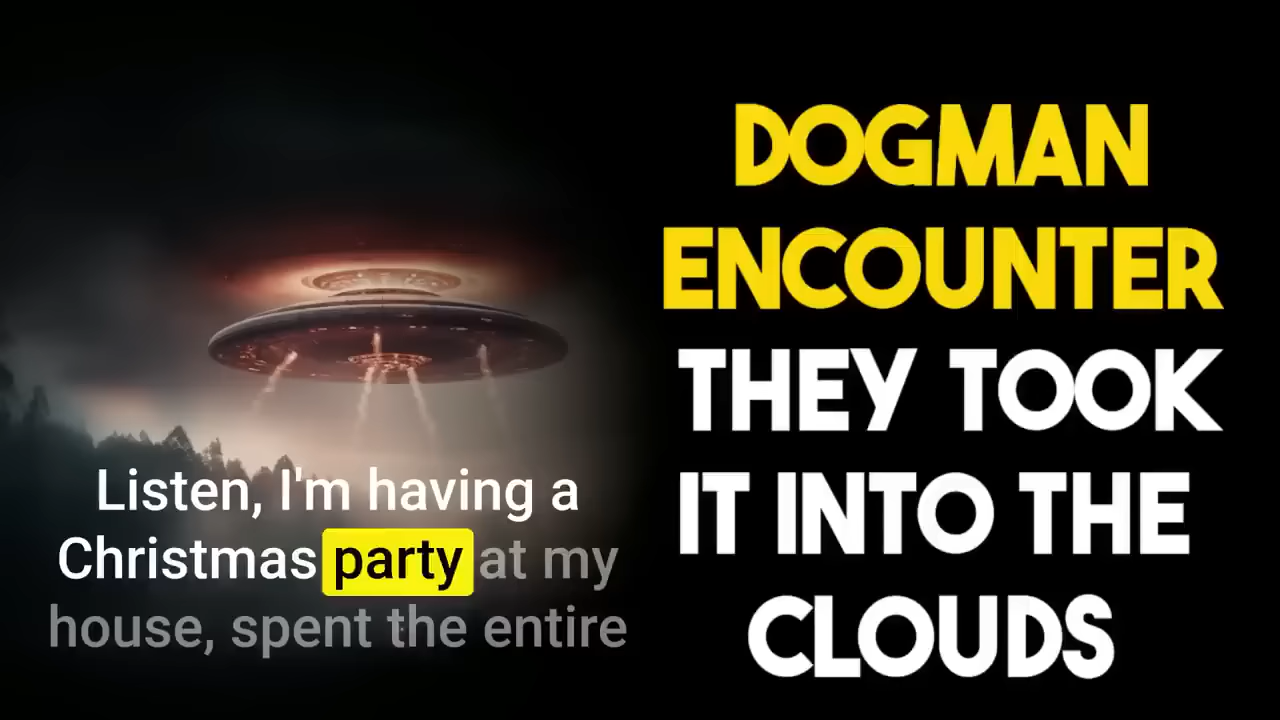 Listen, I'm having a
Christmas party at my
house, spent the entire
DOGMAN
ENCOUNTER
THEY TOOK
IT INTO THE
CLOUDS